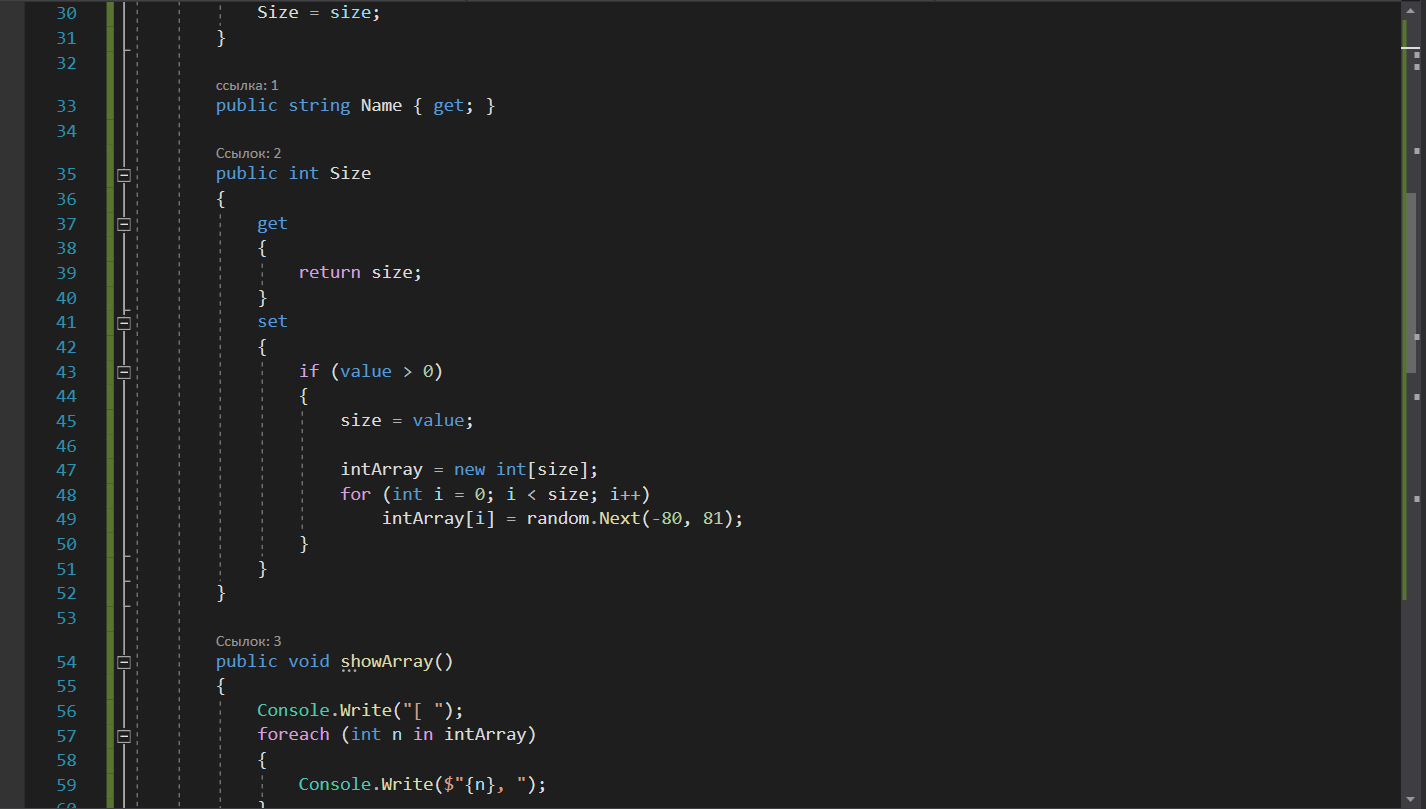 30 Size = size;
31 }
32
ссылка: 1
33 public string Name { get; }
34
Ссылок: 2
35 public int Size
36 {
37 get
38 {
39 return size;
40 }
41 set
42 {
43 if (value > 0)
44 {
45 size = value;
46
47 intArray = new int[size];
48 for (int i = 0; i < size; i++)
49 intArray[i] = random.Next(-80, 81);
50 }
51 }
52 }
53
Ссылок: 3
54 public void showArray()
55 {
56 Console.Write("[ ");
57 foreach (int n in intArray)
58 {
59 Console.Write($"{n}, ");
60 }